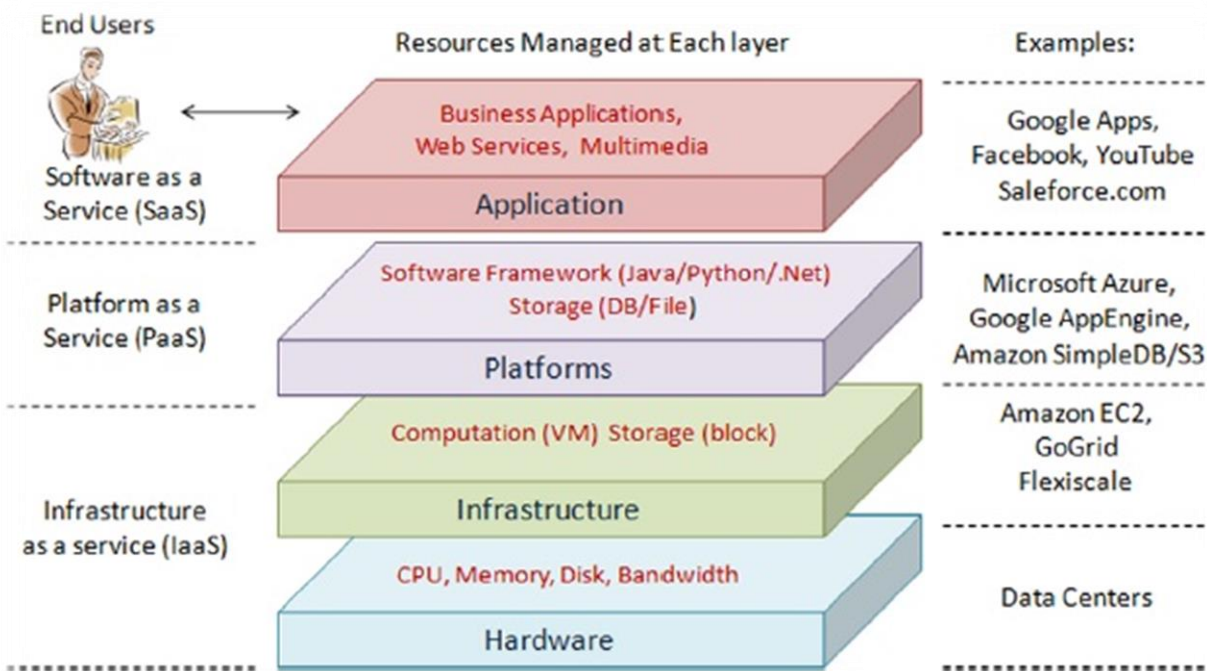 End Users
Resources Managed at Each layer
Examples:
Business Applications,
Web Services, Multimedia
Application
Software as a
Service (SaaS)
Google Apps,
Facebook, YouTube
Saleforce.com
Software Framework (Java/Python/.Net)
Storage (DB/File)
Platforms
Platform as a
Service (PaaS)
Microsoft Azure,
Google AppEngine,
Amazon SimpleDB/S3
Computation (VM) Storage (block)
Infrastructure
Amazon EC2,
GoGrid
Flexiscale
Infrastructure
as a service (IaaS)
CPU, Memory, Disk, Bandwidth
Hardware
Data Centers